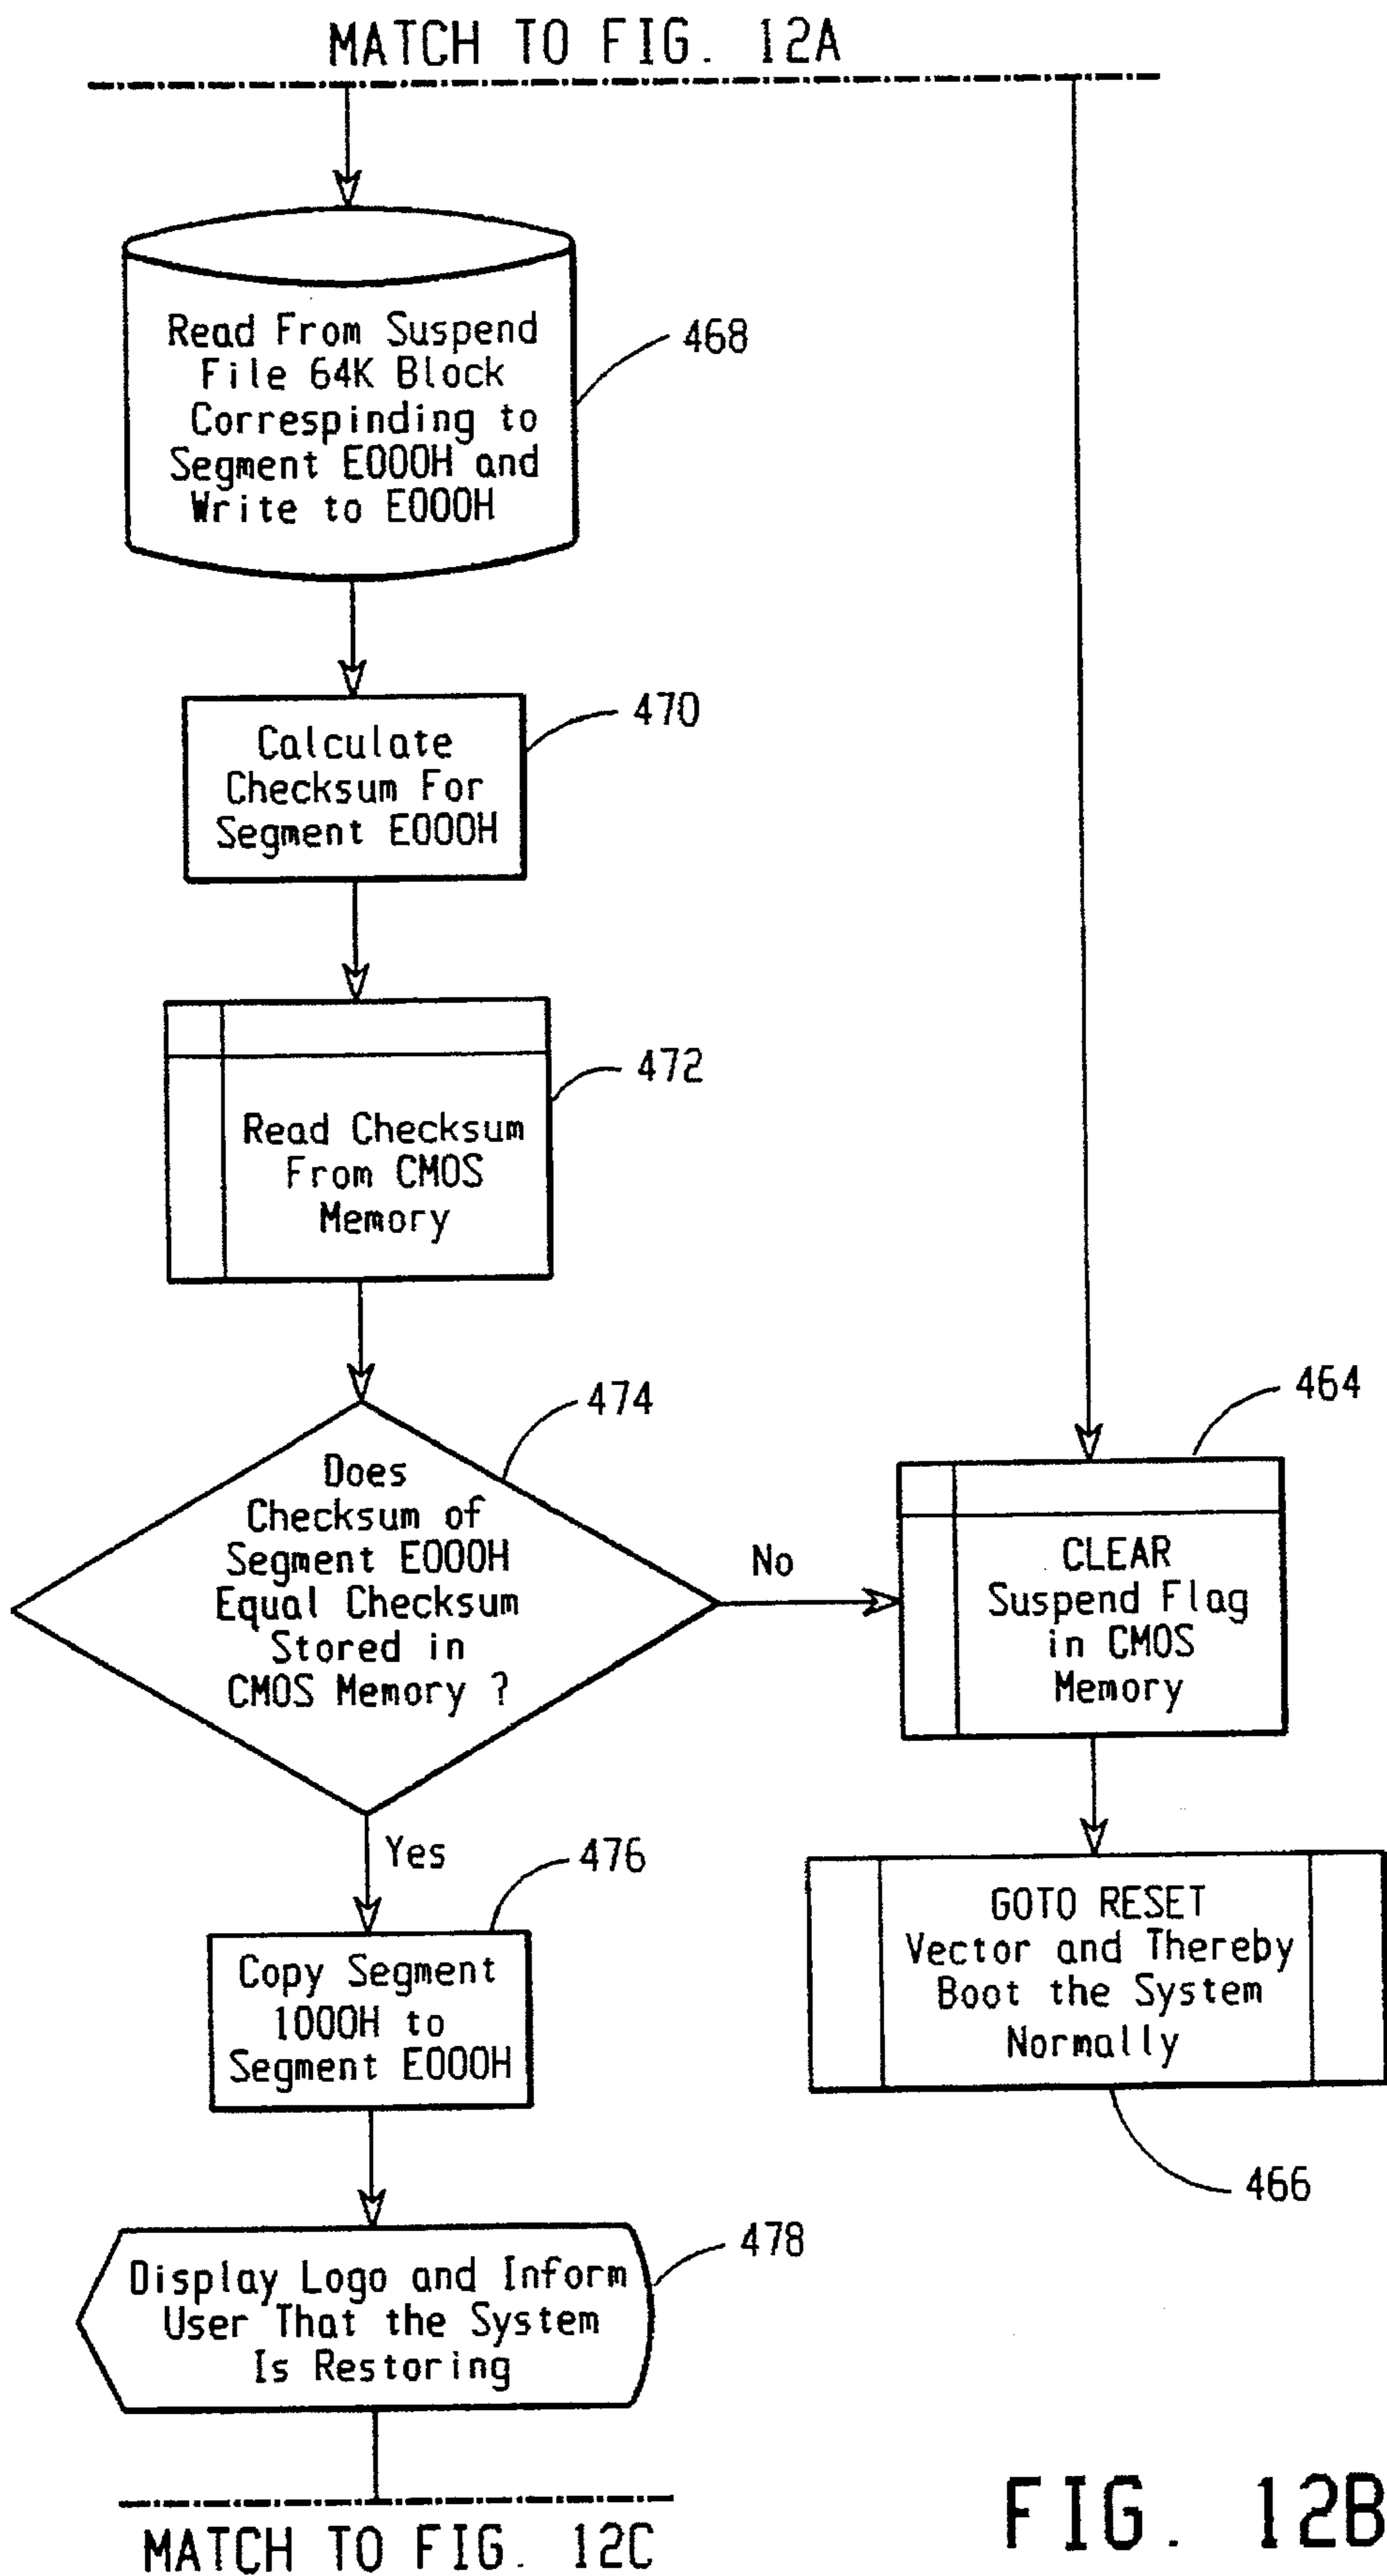 MATCH TO FIG. 12A
Read From Suspend
File 64K Block
Correspinding to
Segment E000H and
Write to E000H
468
Calculate
Checksum For
Segment E000H
470
Read Checksum
From CMOS
Memory
472
Does
Checksum of
Segment E000H
Equal Checksum
Stored in
CMOS Memory ?
474
No
464
CLEAR
Suspend Flag
in CMOS
Memory
Yes
476
Copy Segment
1000H to
Segment E000H
GOTO RESET
Vector and Thereby
Boot the System
Normally
466
478
Display Logo and Inform
User That the System
Is Restoring
MATCH TO FIG. 12C
FIG. 12B